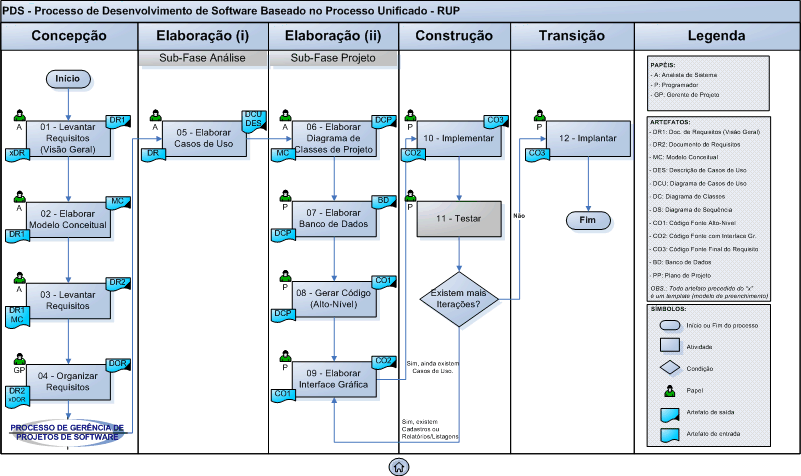 PDS - Processo de Desenvolvimento de Software Baseado no Processo Unificado - RUP
Concepção
Elaboração (i)
Elaboração (ii)
Construção
Transição
Legenda
Sub-Fase Análise
Sub-Fase Projeto
Início
A
DR1
01 - Levantar
Requisitos
(Visão Geral)
xDR
A
MC
02 - Elaborar
Modelo Conceitual
DR1
A
DR2
03 - Levantar
Requisitos
DR1
MC
GP
DOR
04 - Organizar
Requisitos
DR2
xDOR
PROCESSO DE GERÊNCIA DE
PROJETOS DE SOFTWARE
A
DCU
DES
05 - Elaborar
Casos de Uso
DR
A
DCP
06 - Elaborar
Diagrama de
Classes de Projeto
MC
P
BD
07 - Elaborar
Banco de Dados
DCP
P
CO1
08 - Gerar Código
(Alto-Nível)
DCP
P
CO2
09 - Elaborar
Interface Gráfica
CO1
P
CO3
10 - Implementar
CO2
P
11 - Testar
Existem mais
Iterações?
Não
Sim, ainda existem
Casos de Uso.
Sim, existem
Cadastros ou
Relatórios/Listagens
P
12 - Implantar
CO3
Fim
PAPÉIS:
- A: Analista de Sistema
- P: Programador
- GP: Gerente de Projeto
ARTEFATOS:
- DR1: Doc. de Requisitos (Visão Geral)
- DR2: Documento de Requisitos
- MC: Modelo Conceitual
- DES: Descrição de Casos de Uso
- DCU: Diagrama de Casos de Uso
- DC: Diagrama de Classes
- DS: Diagrama de Sequência
- CO1: Código Fonte Alto-Nível
- CO2: Código Fonte com Interface Gr.
- CO3: Código Fonte Final do Requisito
- BD: Banco de Dados
- PP: Plano de Projeto
OBS.: Todo artefato precedido do "x"
é um template (modelo de preenchimento)
SÍMBOLOS:
Início ou Fim do processo
Atividade
Condição
Papel
Artefato de saída
Artefato de entrada